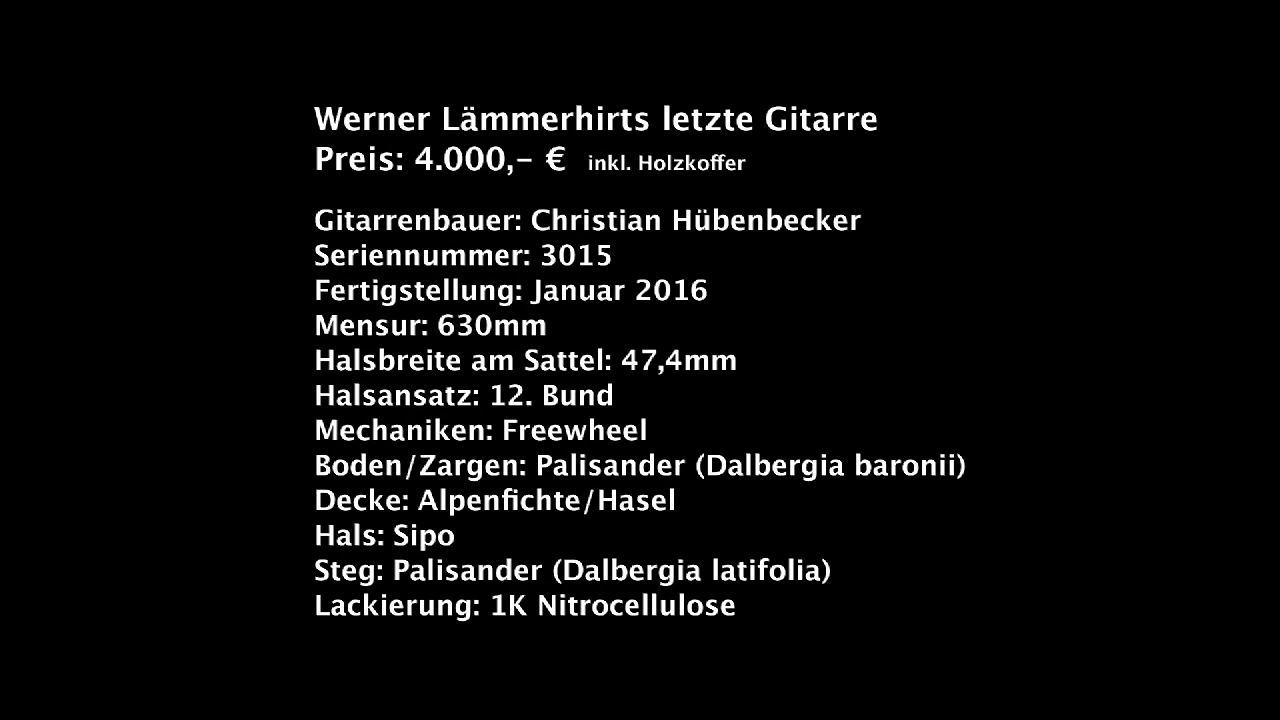 Werner Lämmerhirts letzte Gitarre
Preis: 4.000,– € inkl. Holzkoffer
Gitarrenbauer: Christian Hübenbecker
Seriennummer: 3015
Fertigstellung: Januar 2016
Mensur: 630mm
Halsbreite am Sattel: 47,4mm
Halsansatz: 12. Bund
Mechaniken: Freewheel
Boden/Zargen: Palisander (Dalbergia baronii)
Decke: Alpenfichte/Hasel
Hals: Sipo
Steg: Palisander (Dalbergia latifolia)
Lackierung: 1K Nitrocellulose